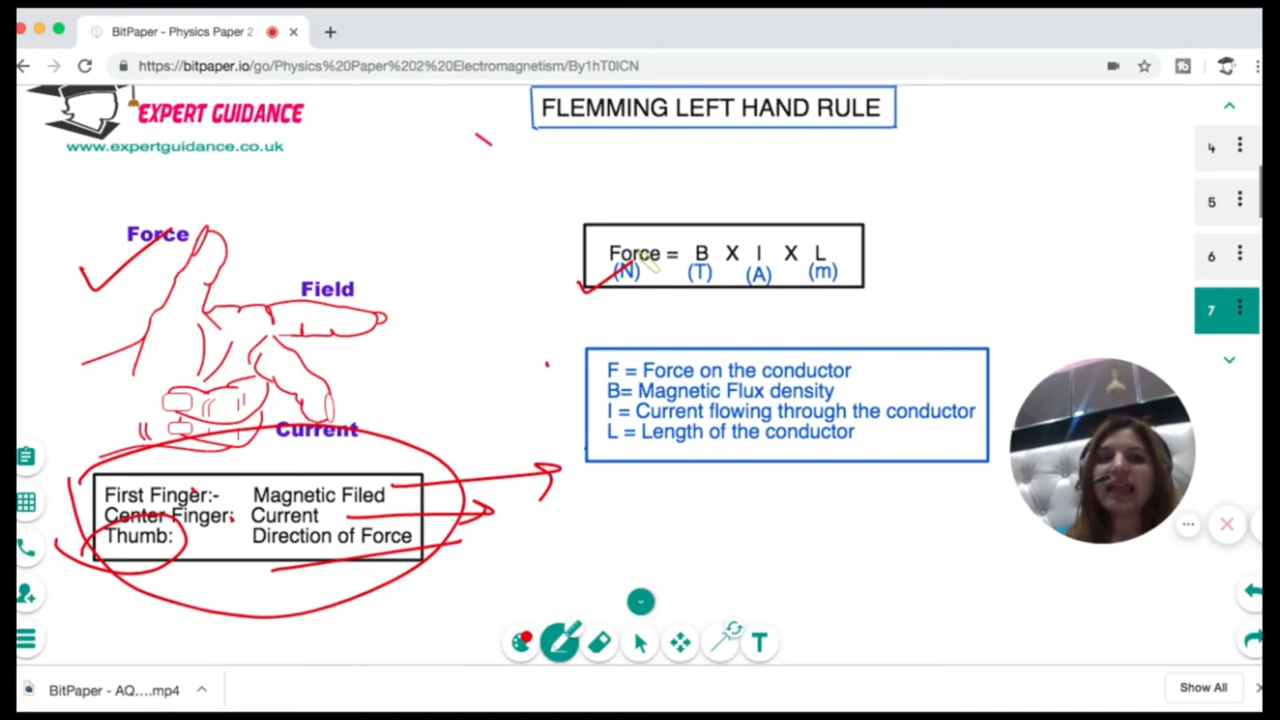 BitPaper - Physics Paper 2
https://bitpaper.io/go/Physics%20Paper%202%20Electromagnetism/By1hT0ICN
EXPERT GUIDANCE
www.expertguidance.co.uk
FLEMMING LEFT HAND RULE
4
5
6
7
Force
Field
Current
Force = B X I X L
(N) (T) (A) (m)
F = Force on the conductor
B= Magnetic Flux density
I = Current flowing through the conductor
L = Length of the conductor
First Finger:- Magnetic Filed
Center Finger: Current
Thumb: Direction of Force
T
BitPaper - AQ....mp4
Show All